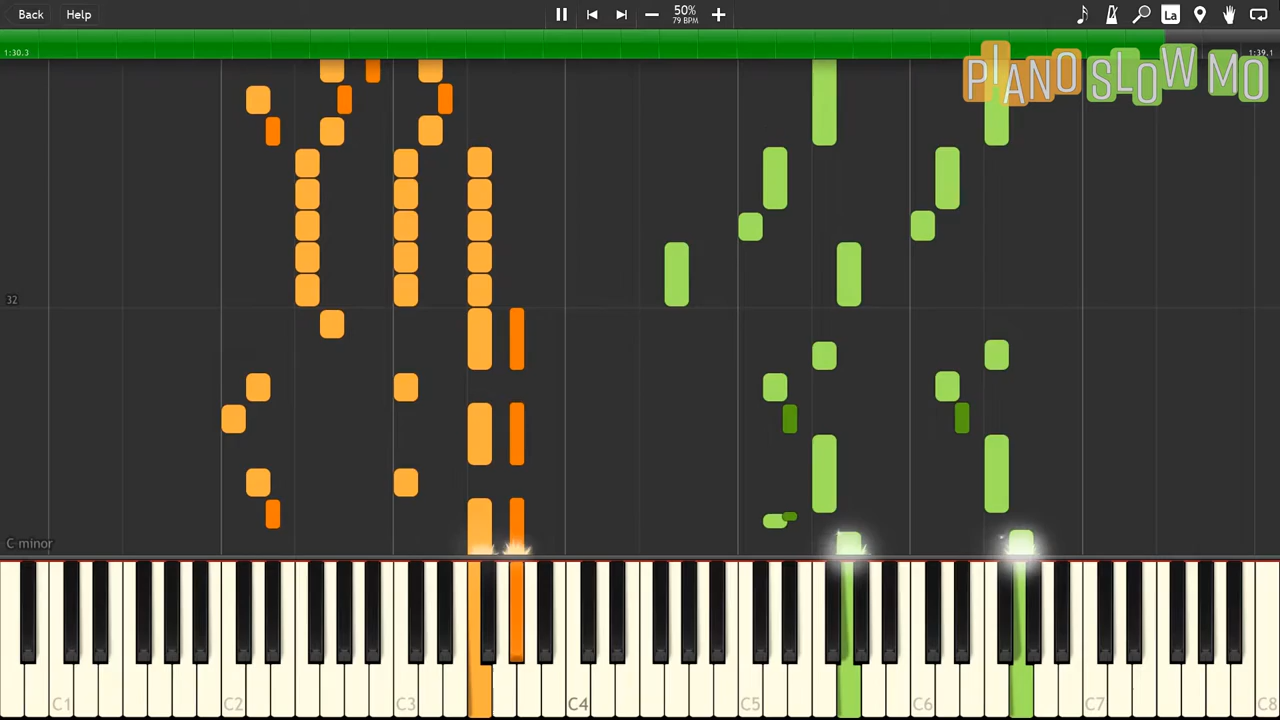 Back Help 50% 79 BPM La
1:30.3 1:39.1
PIANO SLOW MO
32
C minor
C1 C2 C3 C4 C5 C6 C7 C8